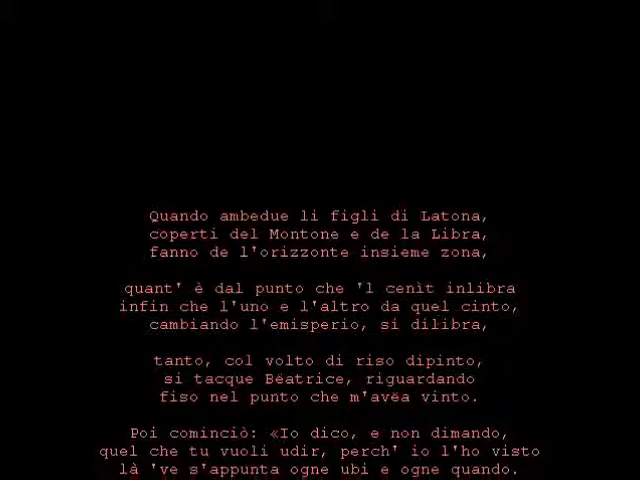 Quando ambedue li figli di Latona,
coperti del Montone e de la Libra,
fanno de l'orizzonte insieme zona,
quant' è dal punto che 'l cenìt inlibra
infin che l'uno e l'altro da quel cinto,
cambiando l'emisperio, si dilibra,
tanto, col volto di riso dipinto,
si tacque Bëatrice, riguardando
fiso nel punto che m'avëa vinto.
Poi cominciò: «Io dico, e non dimando,
quel che tu vuoli udir, perch' io l'ho visto
là 've s'appunta ogne ubi e ogne quando.